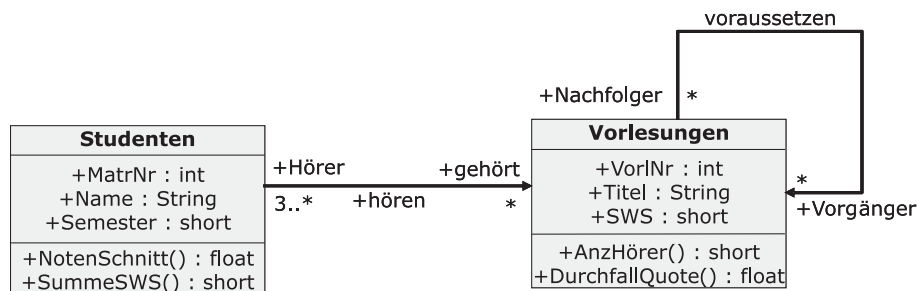 voraussetzen
+Nachfolger *
Studenten
+MatrNr : int
+Name : String
+Semester : short
+NotenSchnitt() : float
+SummeSWS() : short
+Hörer
3..*
+hören
+gehört
*
Vorlesungen
+VorlNr : int
+Titel : String
+SWS : short
+AnzHörer() : short
+DurchfallQuote() : float
*
+Vorgänger